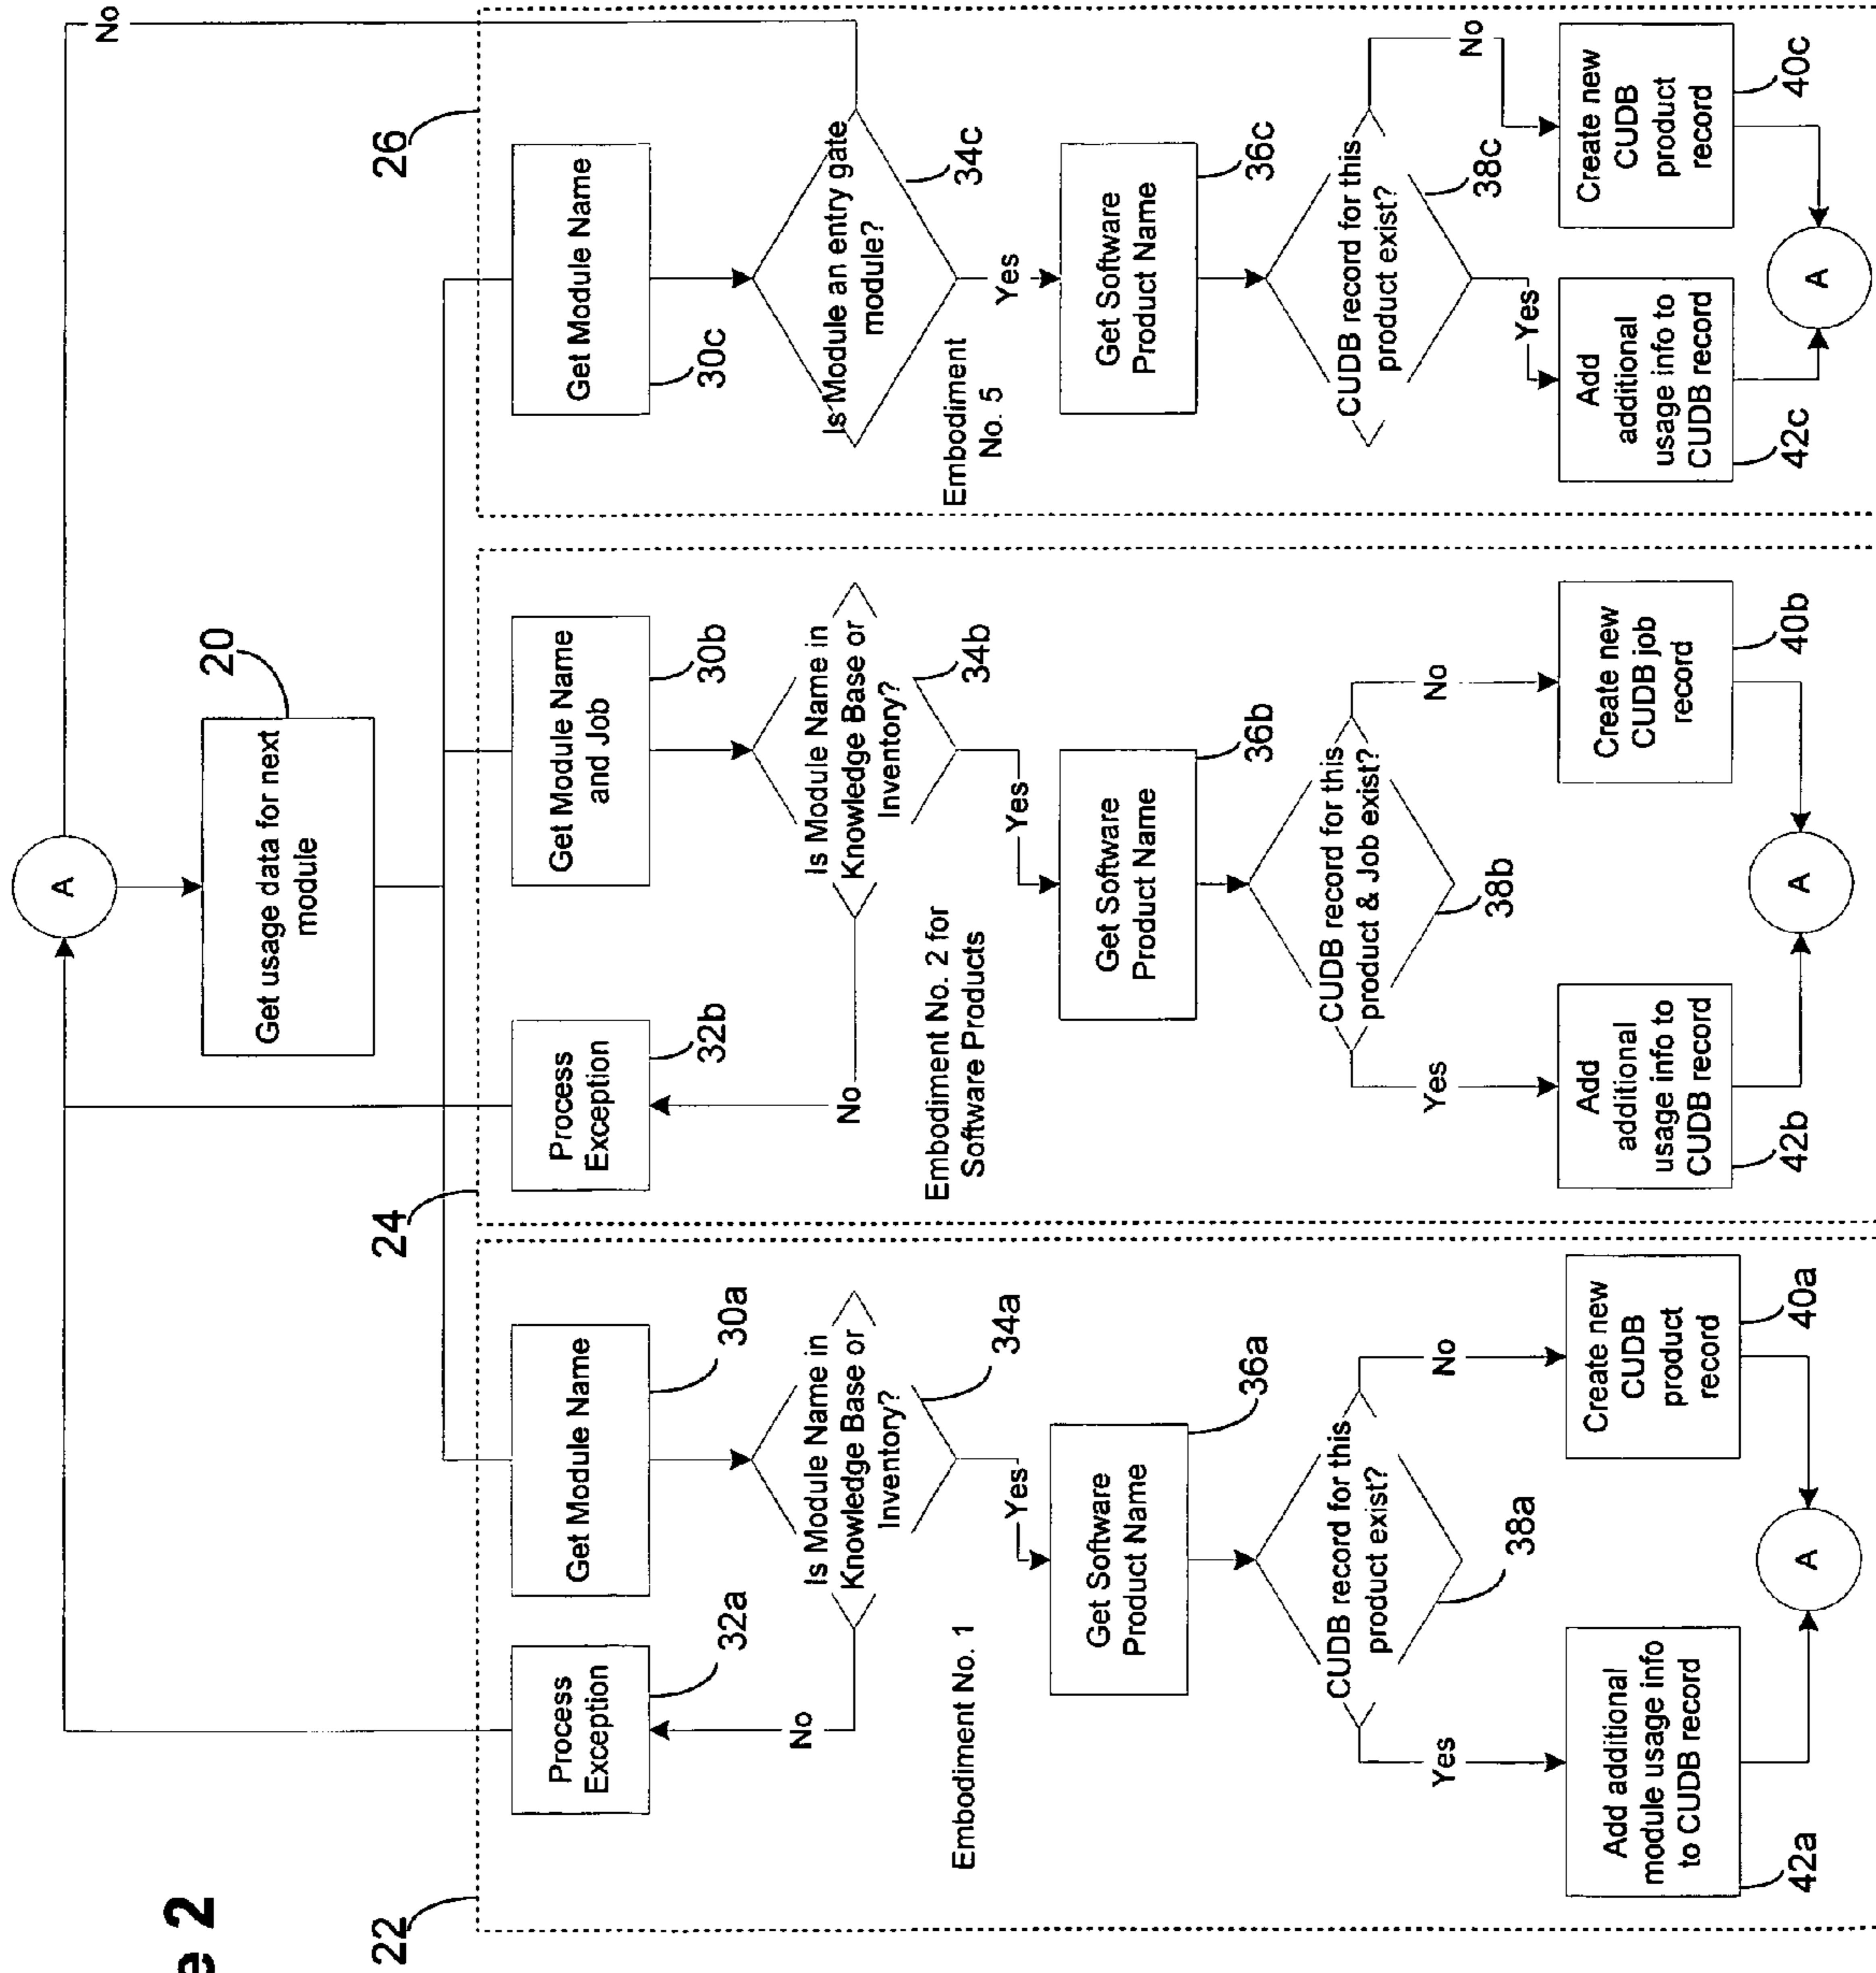 e 2
A
No
20
Get usage data for next
module
22
24
26
Process
Exception
32a
Get Module Name
30a
No
Is Module Name in
Knowledge Base or
Inventory?
34a
Embodiment No. 1
Yes
Get Software
Product Name
36a
CUDB record for this
product exist?
38a
Yes
No
Add additional
module usage info
to CUDB record
42a
Create new
CUDB
product
record
40a
A
Process
Exception
32b
Get Module Name
and Job
30b
No
Is Module Name in
Knowledge Base or
Inventory?
34b
Embodiment No. 2 for
Software Products
Yes
Get Software
Product Name
36b
CUDB record for this
product & Job exist?
38b
Yes
No
Add
additional
usage info to
CUDB record
42b
Create new
CUDB job
record
40b
A
Get Module Name
30c
Is Module an entry gate
module?
34c
Embodiment
No. 5
Yes
Get Software
Product Name
36c
CUDB record for this
product exist?
38c
Yes
No
Add
additional
usage info to
CUDB record
42c
Create new
CUDB
product
record
40c
A